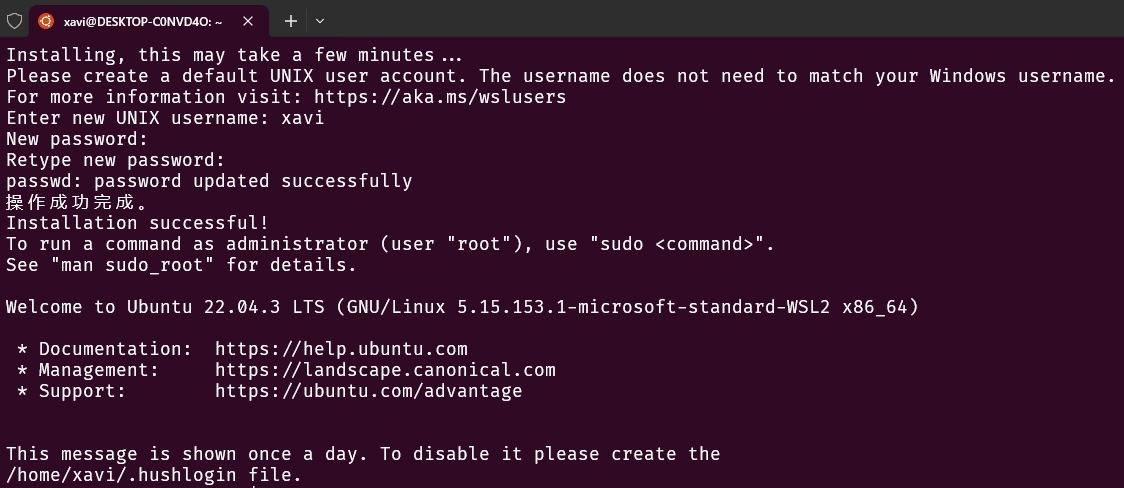 xavi@DESKTOP-C0NVD4O: ~
Installing, this may take a few minutes...
Please create a default UNIX user account. The username does not need to match your Windows username.
For more information visit: https://aka.ms/wslusers
Enter new UNIX username: xavi
New password:
Retype new password:
passwd: password updated successfully
操作成功完成。
Installation successful!
To run a command as administrator (user "root"), use "sudo <command>".
See "man sudo_root" for details.
Welcome to Ubuntu 22.04.3 LTS (GNU/Linux 5.15.153.1-microsoft-standard-WSL2 x86_64)
* Documentation:  https://help.ubuntu.com
* Management:     https://landscape.canonical.com
* Support:        https://ubuntu.com/advantage
This message is shown once a day. To disable it please create the
/home/xavi/.hushlogin file.